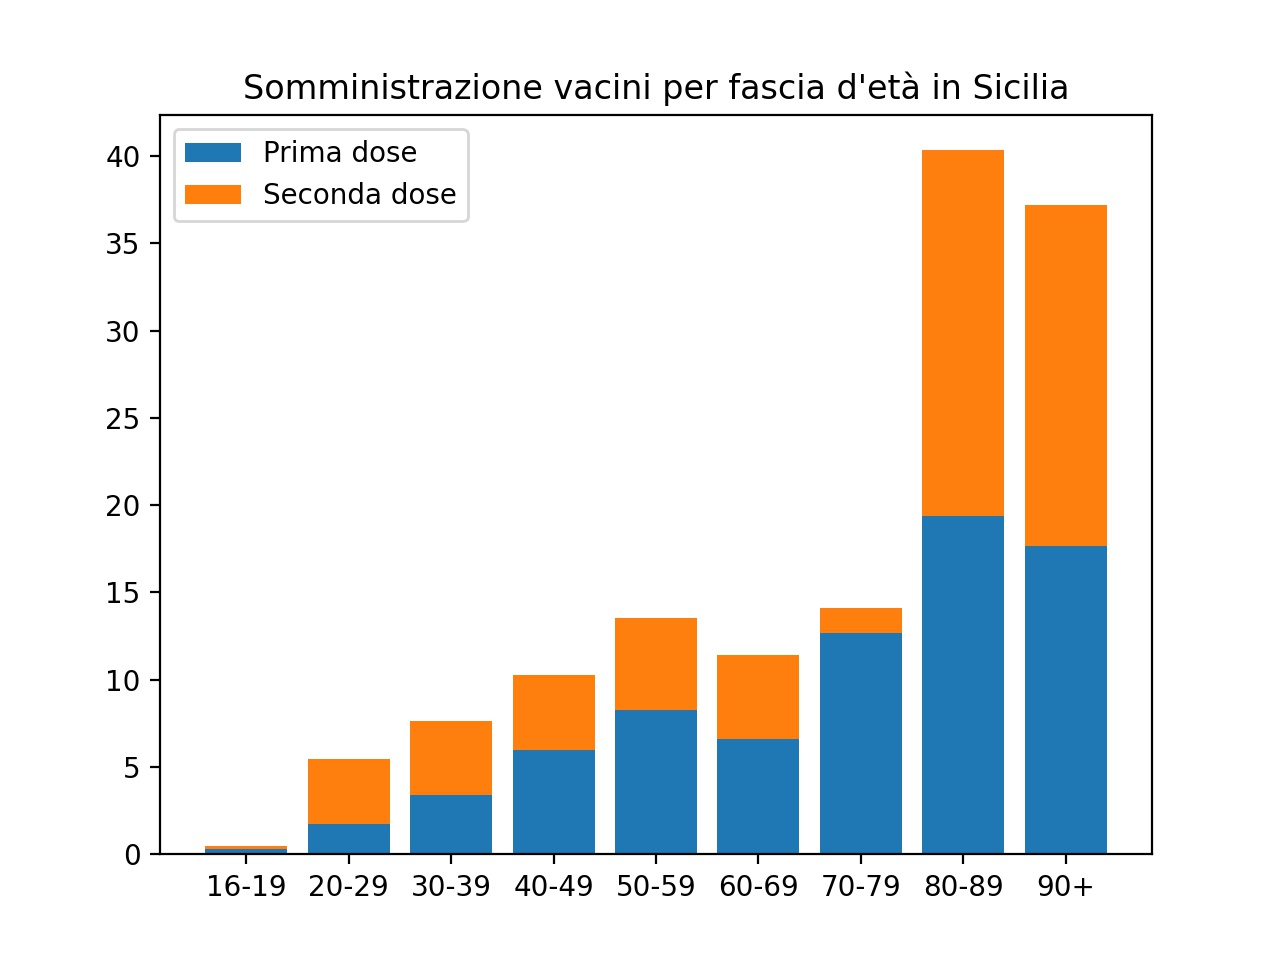 Somministrazione vacini per fascia d'età in Sicilia
Prima dose
Seconda dose
40
35
30
25
20
15
10
5
0
16-19 20-29 30-39 40-49 50-59 60-69 70-79 80-89 90+